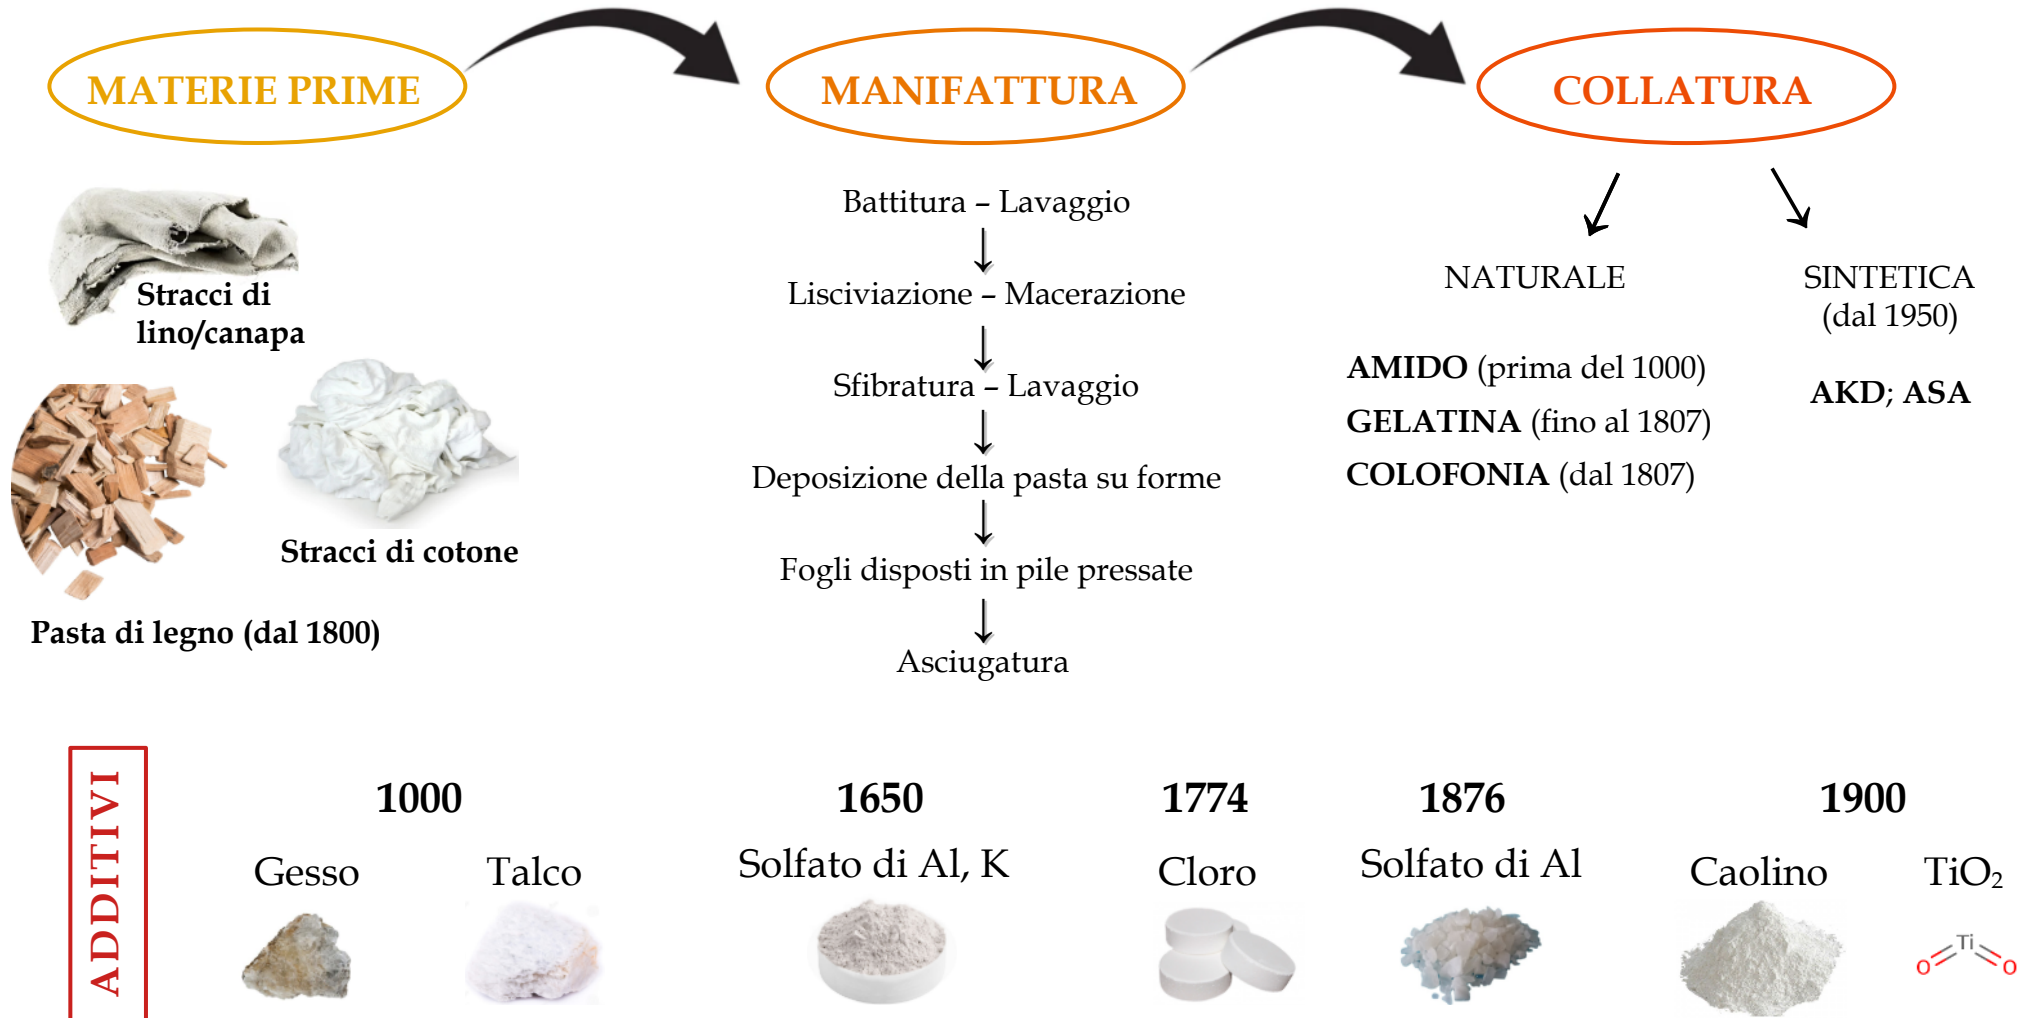 MATERIE PRIME
MANIFATTURA
COLLATURA
Stracci di
lino/canapa
Stracci di cotone
Pasta di legno (dal 1800)
Battitura – Lavaggio
Lisciviazione – Macerazione
Sfibratura – Lavaggio
Deposizione della pasta su forme
Fogli disposti in pile pressate
Asciugatura
NATURALE
AMIDO (prima del 1000)
GELATINA (fino al 1807)
COLOFONIA (dal 1807)
SINTETICA
(dal 1950)
AKD; ASA
ADDITIVI
1000
Gesso
Talco
1650
Solfato di Al, K
1774
Cloro
1876
Solfato di Al
1900
Caolino
TiO₂
O Ti O